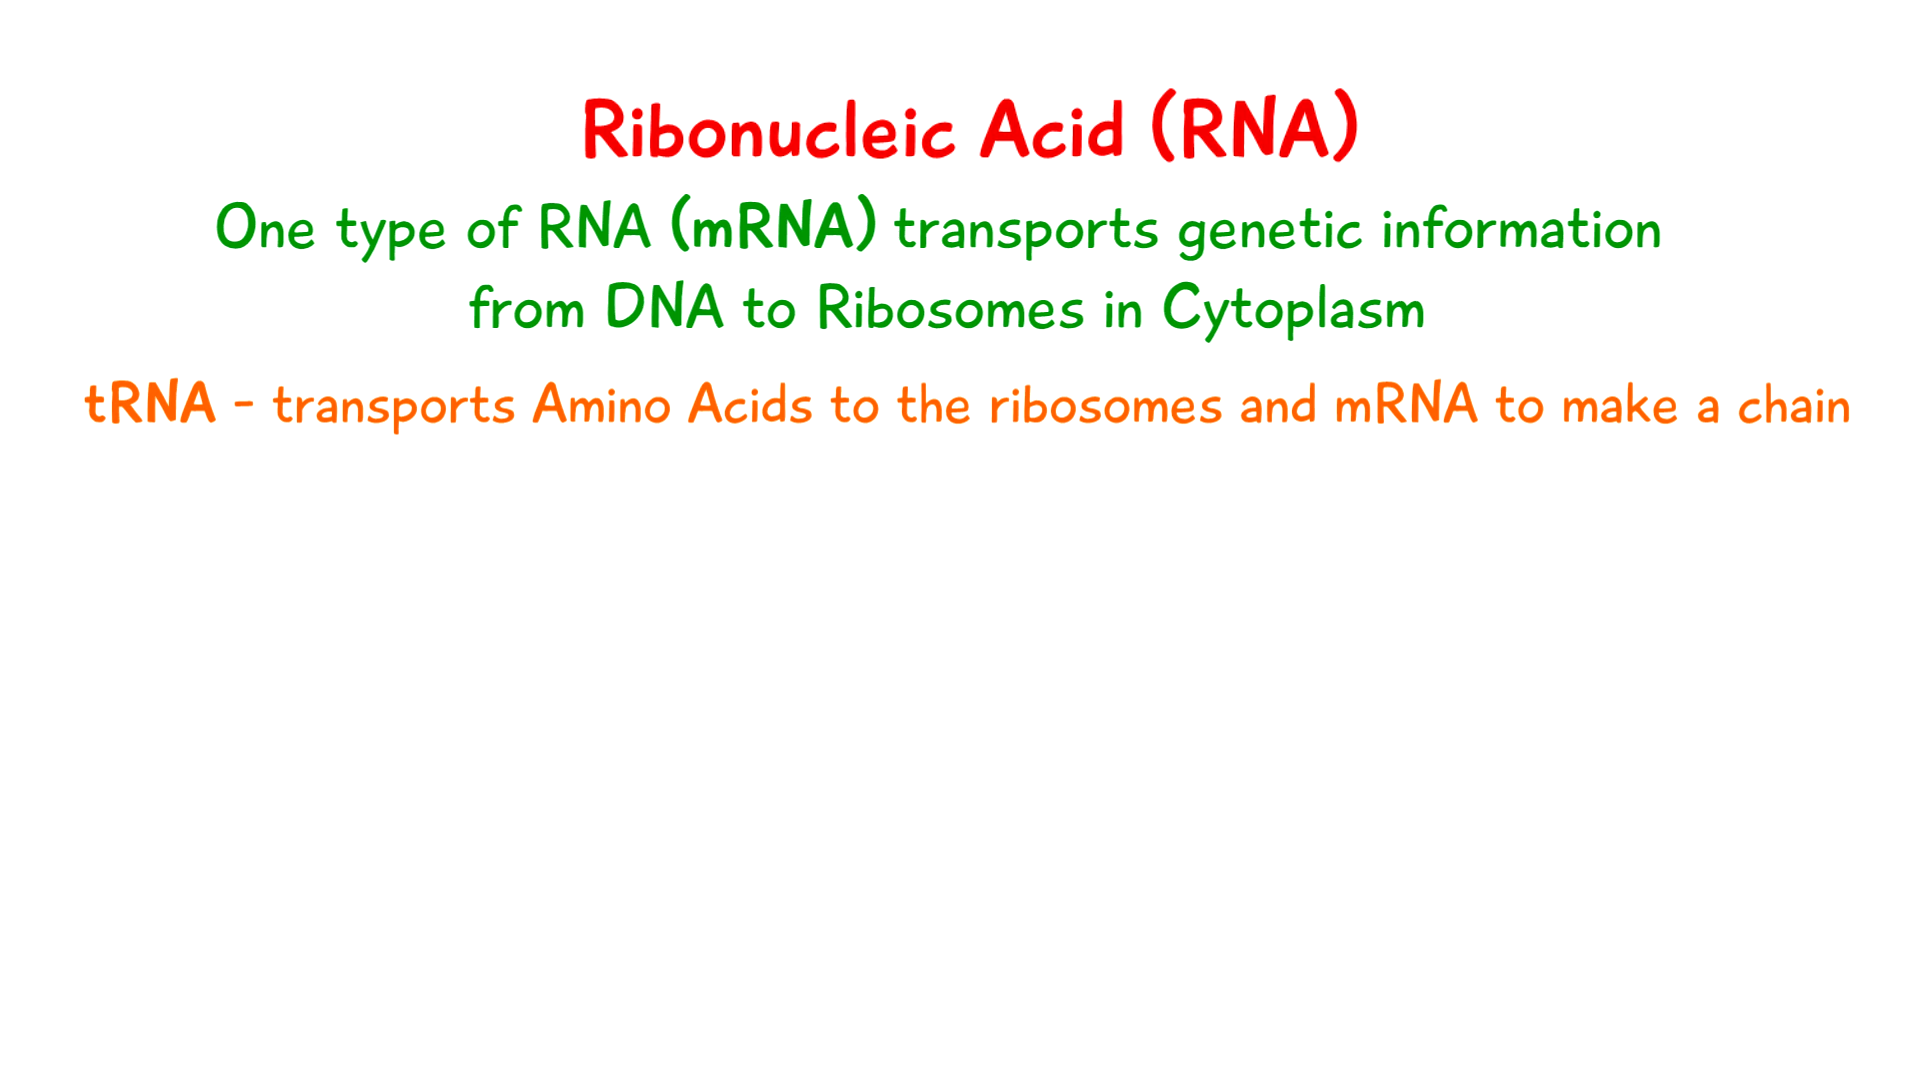 Ribonucleic Acid (RNA)
One type of RNA (mRNA) transports genetic information
from DNA to Ribosomes in Cytoplasm
tRNA - transports Amino Acids to the ribosomes and mRNA to make a chain